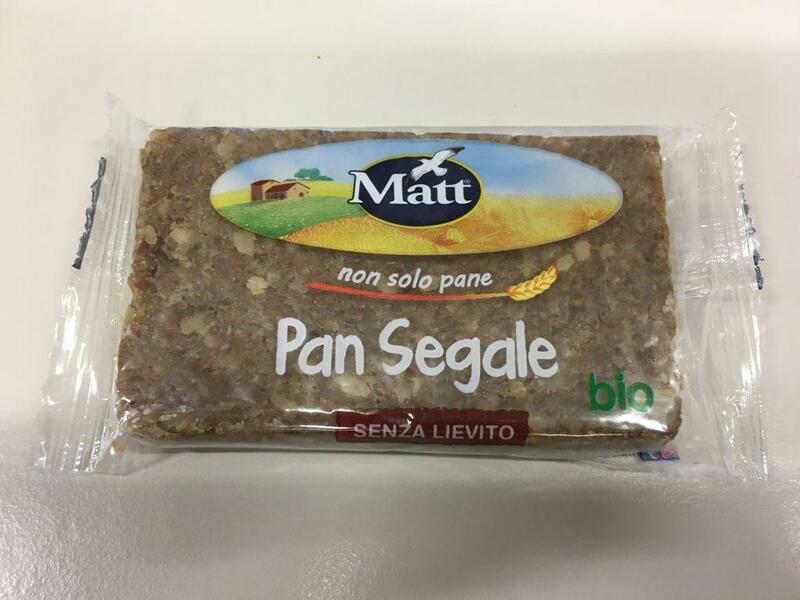 Matt
non solo pane
Pan Segale
bio
SENZA LIEVITO